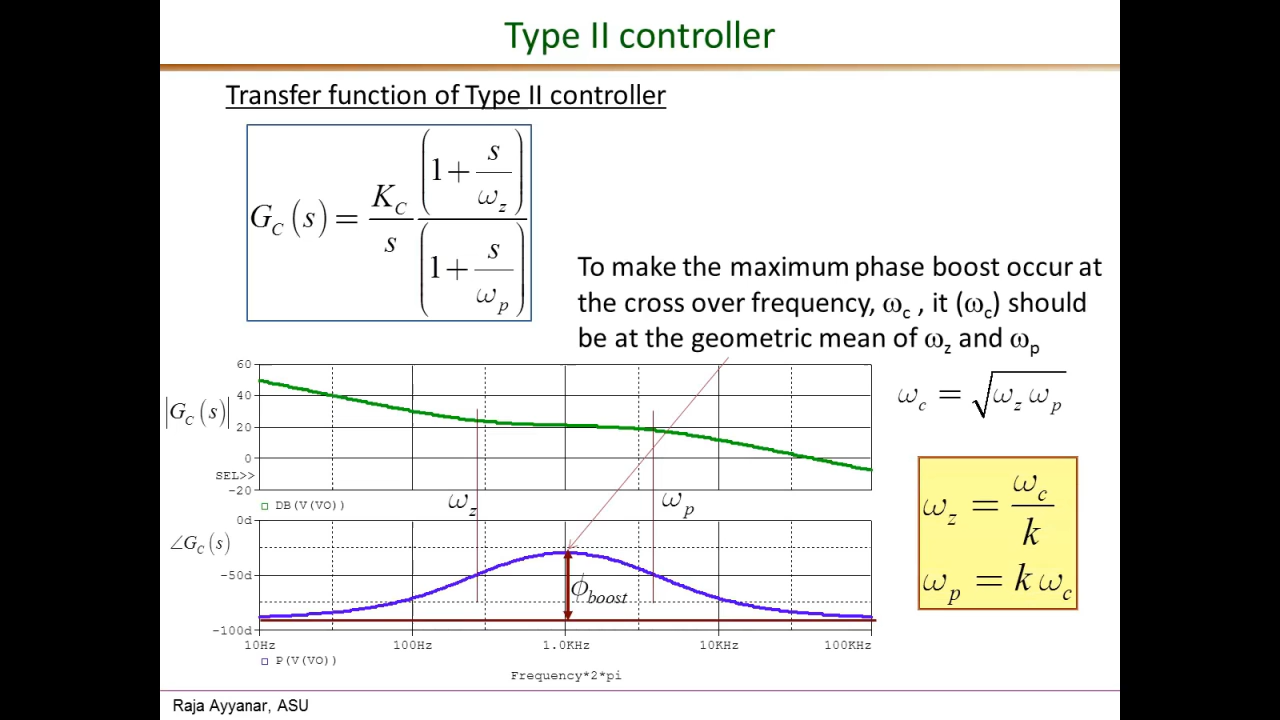 Type II controller
Transfer function of Type II controller
G_C(s) = K_C/s (1 + s/ω_z)/(1 + s/ω_p)
To make the maximum phase boost occur at
the cross over frequency, ω_c , it (ω_c) should
be at the geometric mean of ω_z and ω_p
ω_c = √(ω_z ω_p)
ω_z = ω_c/k
ω_p = k ω_c
|G_C(s)|
60
40
20
0
SEL>>
-20
DB(V(VO))
ω_z
ω_p
∠G_C(s)
0d
-50d
-100d
ϕ_boost
10Hz 100Hz 1.0KHz 10KHz 100KHz
P(V(VO))
Frequency*2*pi
Raja Ayyanar, ASU